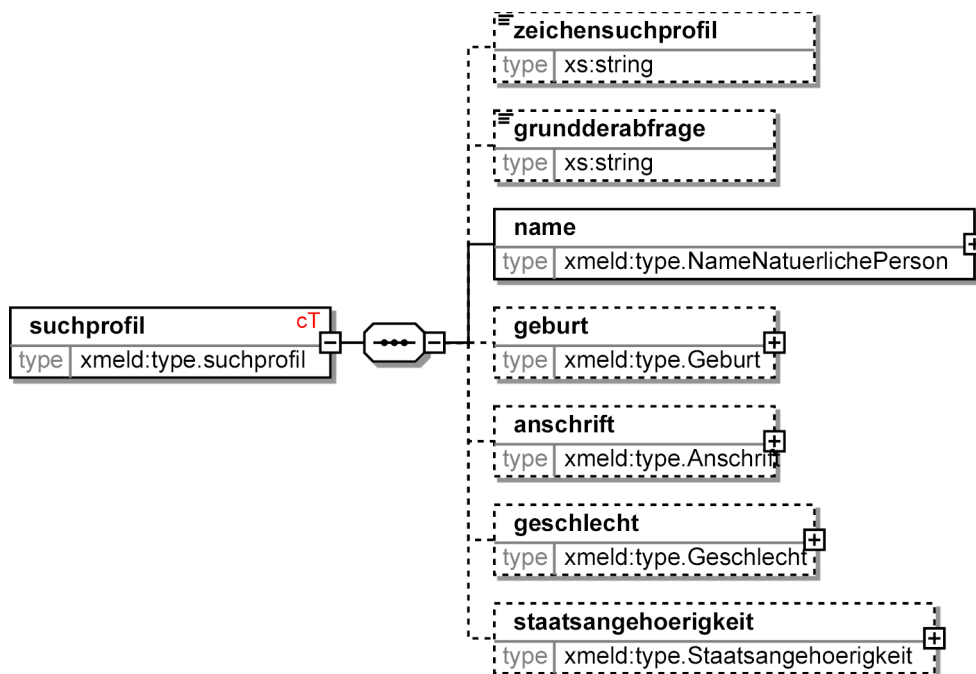 zeichensuchprofil
type xs:string
grundderabfrage
type xs:string
name
type xmeld:type.NameNatuerlichePerson
suchprofil cT
type xmeld:type.suchprofil
geburt
type xmeld:type.Geburt
anschrift
type xmeld:type.Anschrift
geschlecht
type xmeld:type.Geschlecht
staatsangehoerigkeit
type xmeld:type.Staatsangehoerigkeit